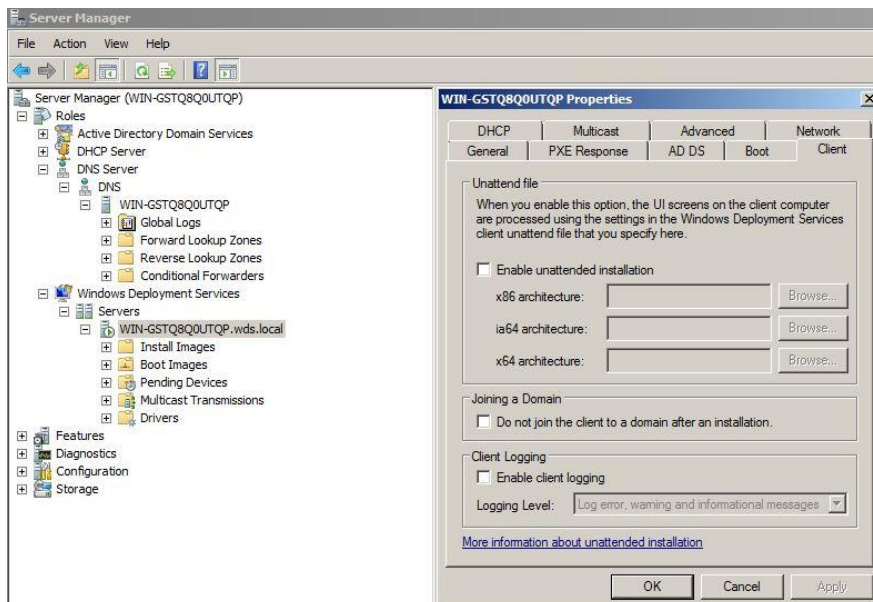 Server Manager
File Action View Help
Server Manager (WIN-GSTQ8Q0UTQP)
Roles
Active Directory Domain Services
DHCP Server
DNS Server
DNS
WIN-GSTQ8Q0UTQP
Global Logs
Forward Lookup Zones
Reverse Lookup Zones
Conditional Forwarders
Windows Deployment Services
Servers
WIN-GSTQ8Q0UTQP.wds.local
Install Images
Boot Images
Pending Devices
Multicast Transmissions
Drivers
Features
Diagnostics
Configuration
Storage
WIN-GSTQ8Q0UTQP Properties
DHCP Multicast Advanced Network
General PXE Response AD DS Boot Client
Unattend file
When you enable this option, the UI screens on the client computer
are processed using the settings in the Windows Deployment Services
client unattend file that you specify here.
Enable unattended installation
x86 architecture: Browse...
ia64 architecture: Browse...
x64 architecture: Browse...
Joining a Domain
Do not join the client to a domain after an installation.
Client Logging
Enable client logging
Logging Level: Log error, warning and informational messages
More information about unattended installation
OK Cancel Apply